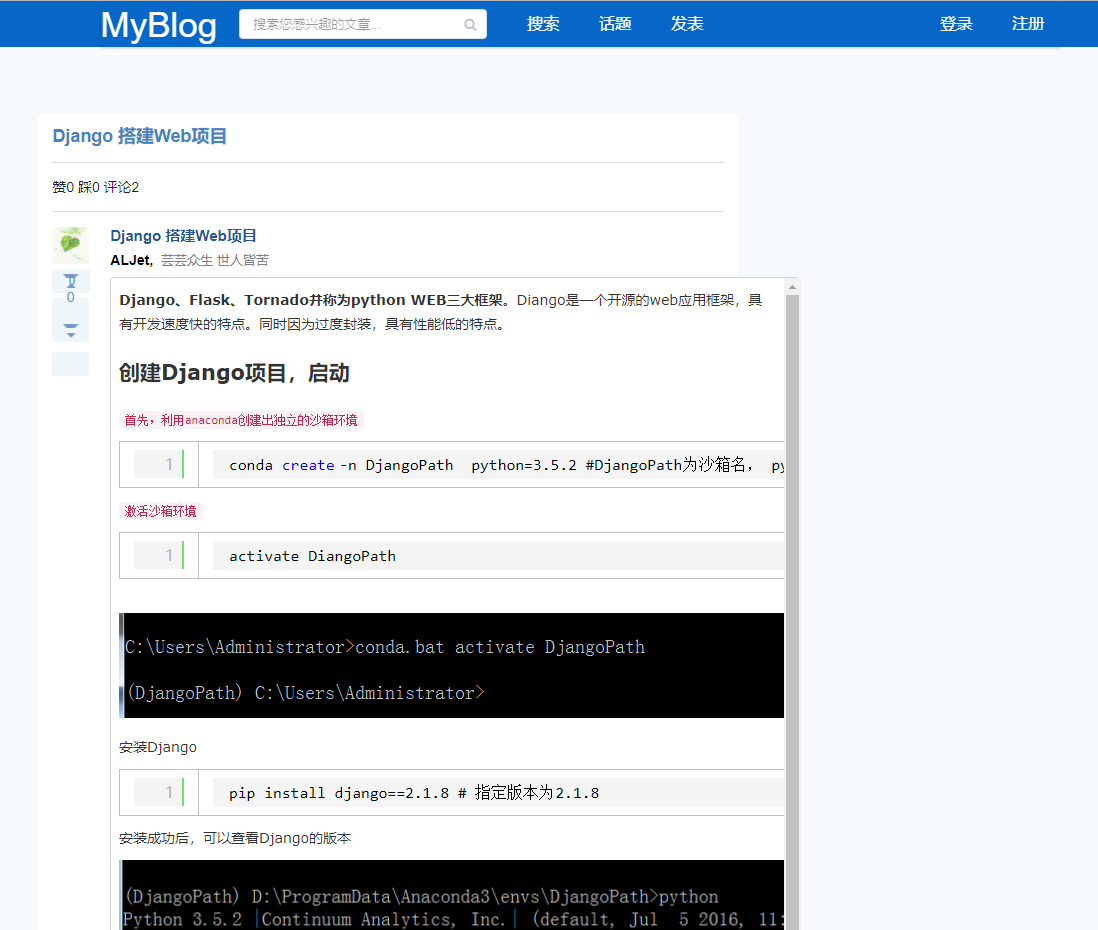 MyBlog 搜索您感兴趣的文章... 搜索 话题 发表 登录 注册
Django 搭建Web项目
赞0 踩0 评论2
Django 搭建Web项目
ALJet, 芸芸众生 世人皆苦
0
Django、Flask、Tornado并称为python WEB三大框架。Diango是一个开源的web应用框架，具
有开发速度快的特点。同时因为过度封装，具有性能低的特点。
创建Django项目，启动
首先，利用anaconda创建出独立的沙箱环境
1 conda create -n DjangoPath python=3.5.2 #DjangoPath为沙箱名， py
激活沙箱环境
1 activate DiangoPath
C:\Users\Administrator>conda.bat activate DjangoPath
(DjangoPath) C:\Users\Administrator>
安装Django
1 pip install django==2.1.8 # 指定版本为2.1.8
安装成功后，可以查看Django的版本
(DjangoPath) D:\ProgramData\Anaconda3\envs\DjangoPath>python
Python 3.5.2 |Continuum Analytics, Inc.| (default, Jul 5 2016, 11: